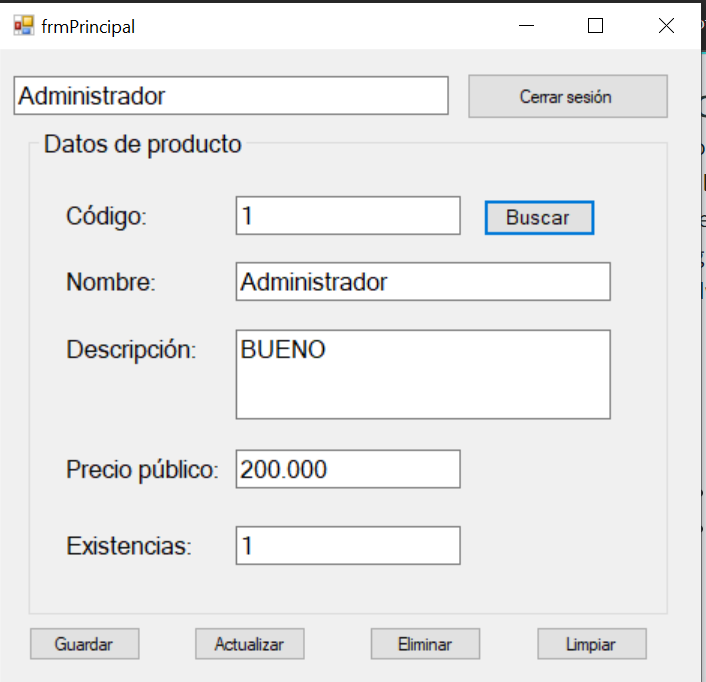 frmPrincipal
Administrador
Cerrar sesión
Datos de producto
Código: 1 Buscar
Nombre: Administrador
Descripción: BUENO
Precio público: 200.000
Existencias: 1
Guardar Actualizar Eliminar Limpiar